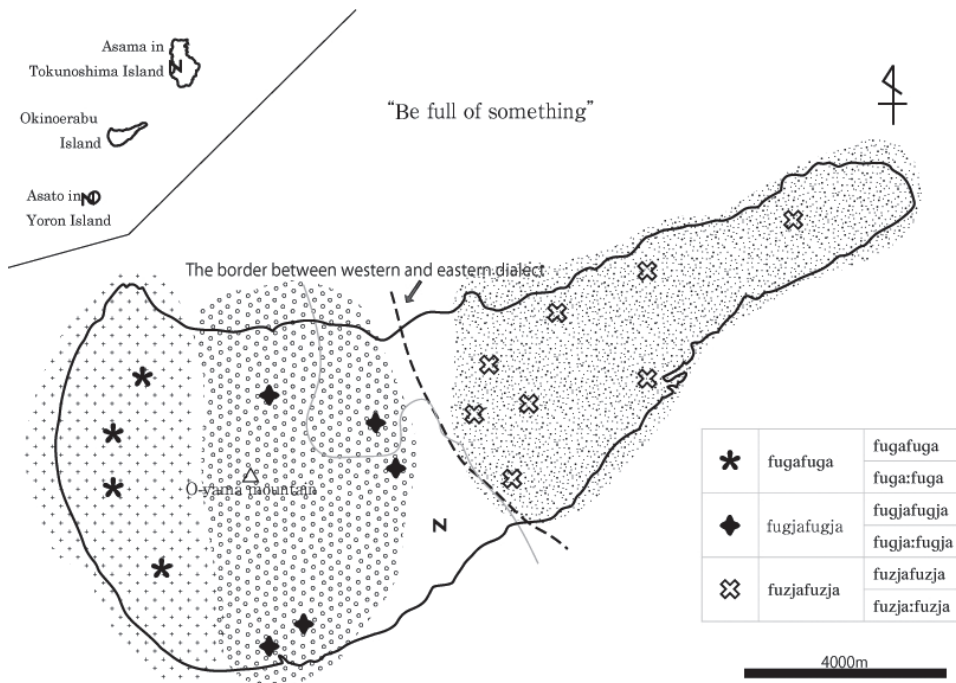 Asama in
Tokunoshima Island
Okinoerabu
Island
Asato in
Yoron Island
N
N
"Be full of something"
The border between western and eastern dialect
O-yama mountain
N
fugafuga
fugafuga
fuga:fuga
fugjafugja
fugjafugja
fugja:fugja
fuzjafuzja
fuzjafuzja
fuzja:fuzja
4000m